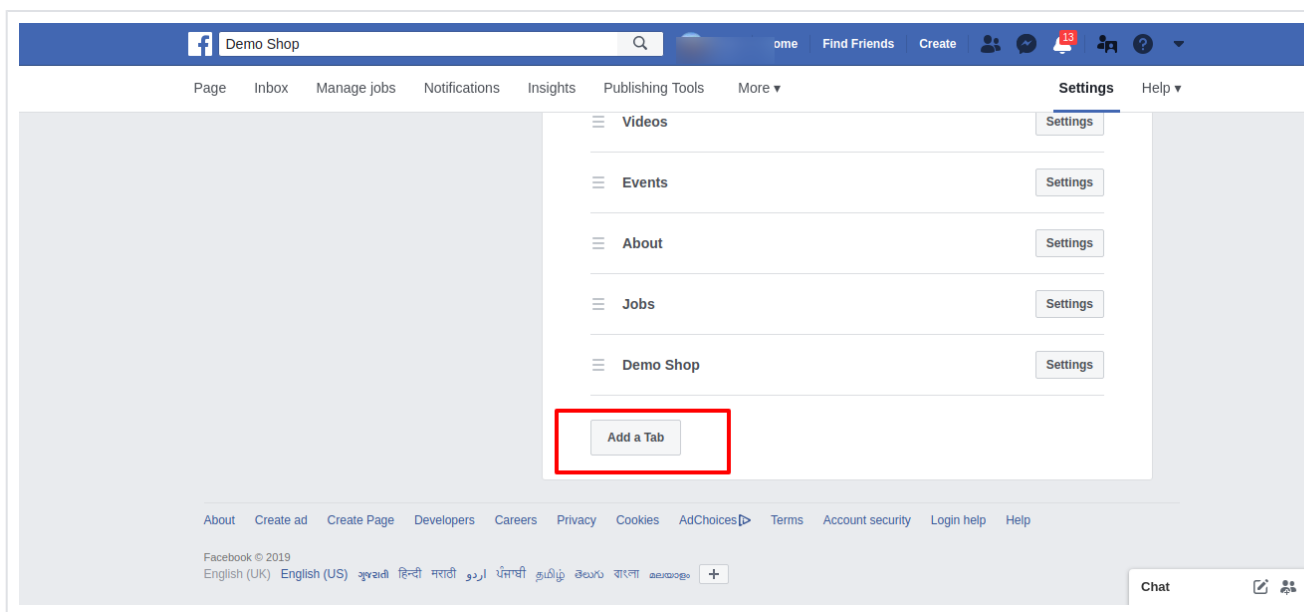 f Demo Shop ome Find Friends Create 13 ?
Page Inbox Manage jobs Notifications Insights Publishing Tools More ▾ Settings Help ▾
Videos Settings
Events Settings
About Settings
Jobs Settings
Demo Shop Settings
Add a Tab
About Create ad Create Page Developers Careers Privacy Cookies AdChoices Terms Account security Login help Help
Facebook © 2019
English (UK) English (US) ગુજરાતી हिन्दी मराठी اردو ਪੰਜਾਬੀ தமிழ் తెలుగు বাংলা മലയാളം +
Chat